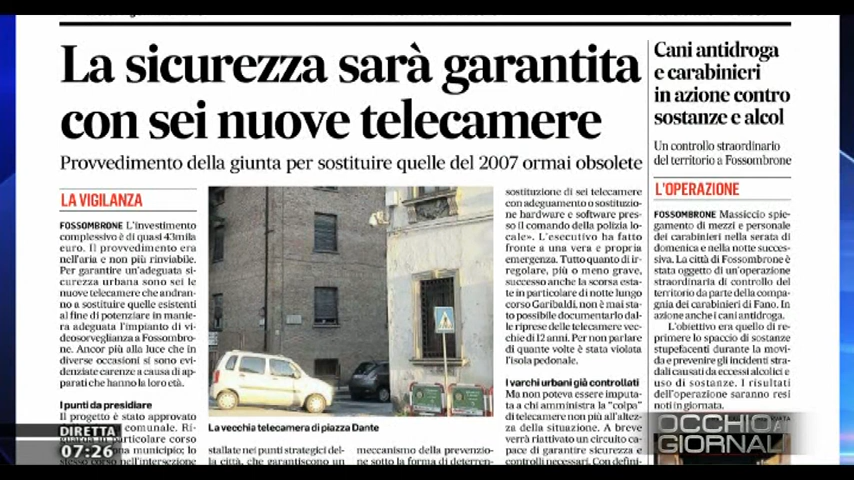 La sicurezza sarà garantita
con sei nuove telecamere
Provvedimento della giunta per sostituire quelle del 2007 ormai obsolete
LA VIGILANZA
FOSSOMBRONE L'investimento
complessivo è di quasi 43mila
euro. Il provvedimento era
nell'aria e non più rinviabile.
Per garantire un'adeguata si-
curezza urbana sono sei le
nuove telecamere che andran-
no a sostituire quelle esistenti
al fine di potenziare in manie-
ra adeguata l'impianto di vi-
deosorveglianza a Fossombro-
ne. Ancor più alla luce che in
diverse occasioni si sono evi-
denziate carenze a causa di ap-
parati che hanno la loro età.
I punti da presidiare
Il progetto è stato approvato
comunale. Ri-
in particolare corso
municipio; lo
La vecchia telecamera di piazza Dante
stallate nei punti strategici del-
la città, che garantiscono un
meccanismo della prevenzio-
ne sotto la forma di deterren-
sostituzione di sei telecamere
con adeguamento o sostituzio-
ne hardware e software pres-
so il comando della polizia lo-
cale». L'esecutivo ha fatto
fronte a una vera e propria
emergenza. Tutto quanto di ir-
regolare, più o meno grave,
successo anche la scorsa esta-
te in particolare di notte lungo
corso Garibaldi, non è mai sta-
to possibile documentarlo dal-
le riprese delle telecamere vec-
chie di 12 anni. Per non parlare
di quante volte è stata violata
l'isola pedonale.
I varchi urbani già controllati
Ma non poteva essere imputa-
ta a chi amministra la "colpa"
di telecamere non più all'altez-
za della situazione. A breve
verrà riattivato un circuito ca-
pace di garantire sicurezza e
controlli necessari. Con defini-
Cani antidroga
e carabinieri
in azione contro
sostanze e alcol
Un controllo straordinario
del territorio a Fossombrone
L'OPERAZIONE
FOSSOMBRONE Massiccio spie-
gamento di mezzi e personale
dei carabinieri nella serata di
domenica e nella notte succes-
siva. La città di Fossombrone è
stata oggetto di un'operazione
straordinaria di controllo del
territorio da parte della compa-
gnia dei carabinieri di Fano. In
azione anche i cani antidroga.
L'obiettivo era quello di re-
primere lo spaccio di sostanze
stupefacenti durante la movi-
da e prevenire gli incidenti stra-
dali causati da eccessi alcolici e
uso di sostanze. I risultati
dell'operazione saranno resi
noti in giornata.
DIRETTA
07:26
OCCHIO AI
GIORNALI